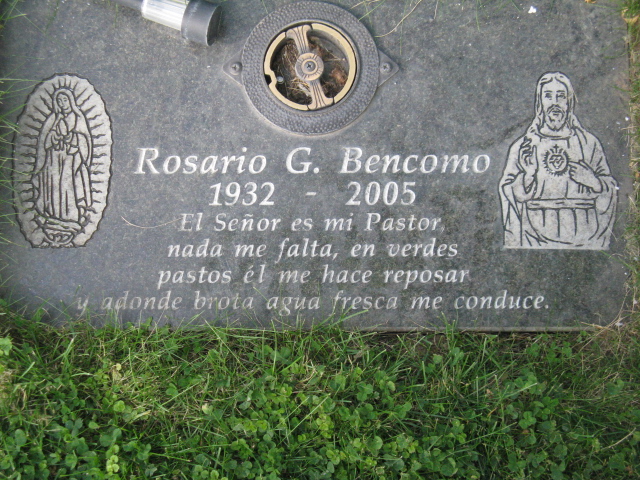 Rosario G. Bencomo
1932 - 2005
El Señor es mi Pastor,
nada me falta, en verdes
pastos él me hace reposar
y adonde brota agua fresca me conduce.